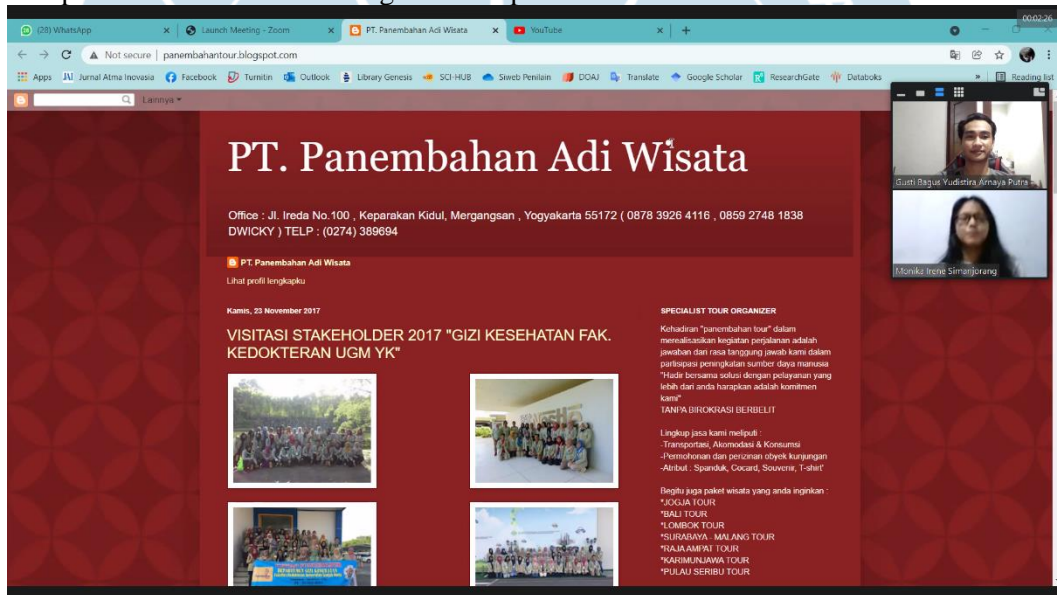 00:02:26
(28) WhatsApp
Launch Meeting - Zoom
PT. Panembahan Adi Wisata
YouTube
Not secure | panembahantour.blogspot.com
Apps
Jurnal Atma Inovasia
Facebook
Turnitin
Outlook
Library Genesis
SCI-HUB
Siweb Penilain
DOAJ
Translate
Google Scholar
ResearchGate
Databoks
»
Reading list
Lainnya
PT. Panembahan Adi Wisata
Office : Jl. Ireda No.100 , Keparakan Kidul, Mergangsan , Yogyakarta 55172 ( 0878
3926 4116 , 0859 2748 1838
DWICKY ) TELP : (0274) 389694
PT. Panembahan Adi Wisata
Lihat profil lengkapku
Kamis, 23 November 2017
VISITASI STAKEHOLDER 2017 "GIZI KESEHATAN FAK.
KEDOKTERAN UGM YK"
SPECIALIST TOUR ORGANIZER
Kehadiran "panembahan tour" dalam
merealisasikan kegiatan perjalanan adalah
jawaban dari rasa tanggung jawab kami dalam
partisipasi peningkatan sumber daya manusia
"Hadir bersama solusi dengan pelayanan yang
lebih dari anda harapkan adalah komitmen
kami"
TANPA BIROKRASI BERBELIT
Lingkup jasa kami meliputi :
-Transportasi, Akomodasi & Konsumsi
-Permohonan dan perizinan obyek kunjungan
-Atribut : Spanduk, Cocard, Souvenir, T-shirt'
Begitu juga paket wisata yang anda inginkan :
*JOGJA TOUR
*BALI TOUR
*LOMBOK TOUR
*SURABAYA - MALANG TOUR
*RAJA AMPAT TOUR
*KARIMUNJAWA TOUR
*PULAU SERIBU TOUR
Gusti Bagus Yudistira Arnaya Putra
Monika Irene Simanjorang